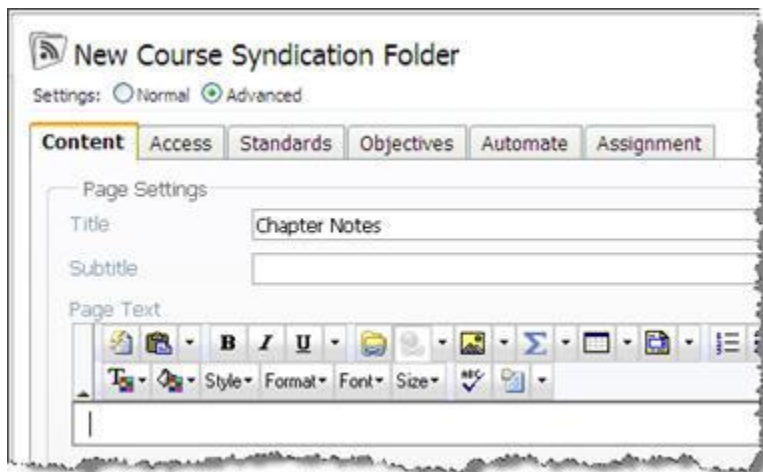 New Course Syndication Folder
Settings: Normal Advanced
Content Access Standards Objectives Automate Assignment
Page Settings
Title Chapter Notes
Subtitle
Page Text
B I U Σ
T Style Format Font Size ABC